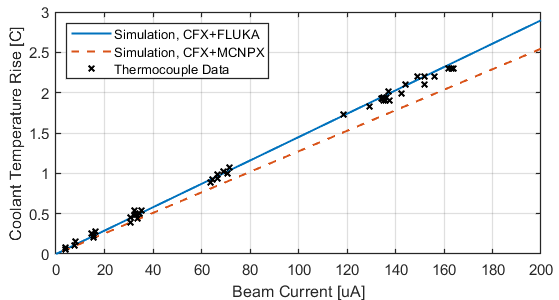 3
2.5
2
1.5
1
0.5
0
Coolant Temperature Rise [C]
Simulation, CFX+FLUKA
Simulation, CFX+MCNPX
Thermocouple Data
0 20 40 60 80 100 120 140 160 180 200
Beam Current [uA]